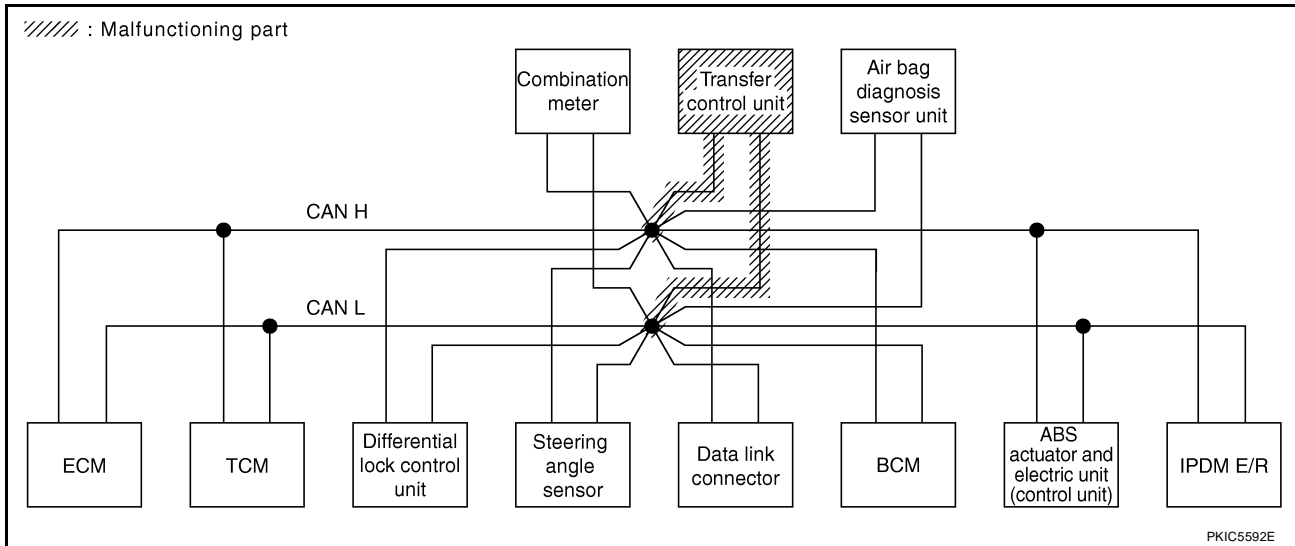 : Malfunctioning part
Combination
meter
Transfer
control unit
Air bag
diagnosis
sensor unit
CAN H
CAN L
ECM
TCM
Differential
lock control
unit
Steering
angle
sensor
Data link
connector
BCM
ABS
actuator and
electric unit
(control unit)
IPDM E/R
PKIC5592E